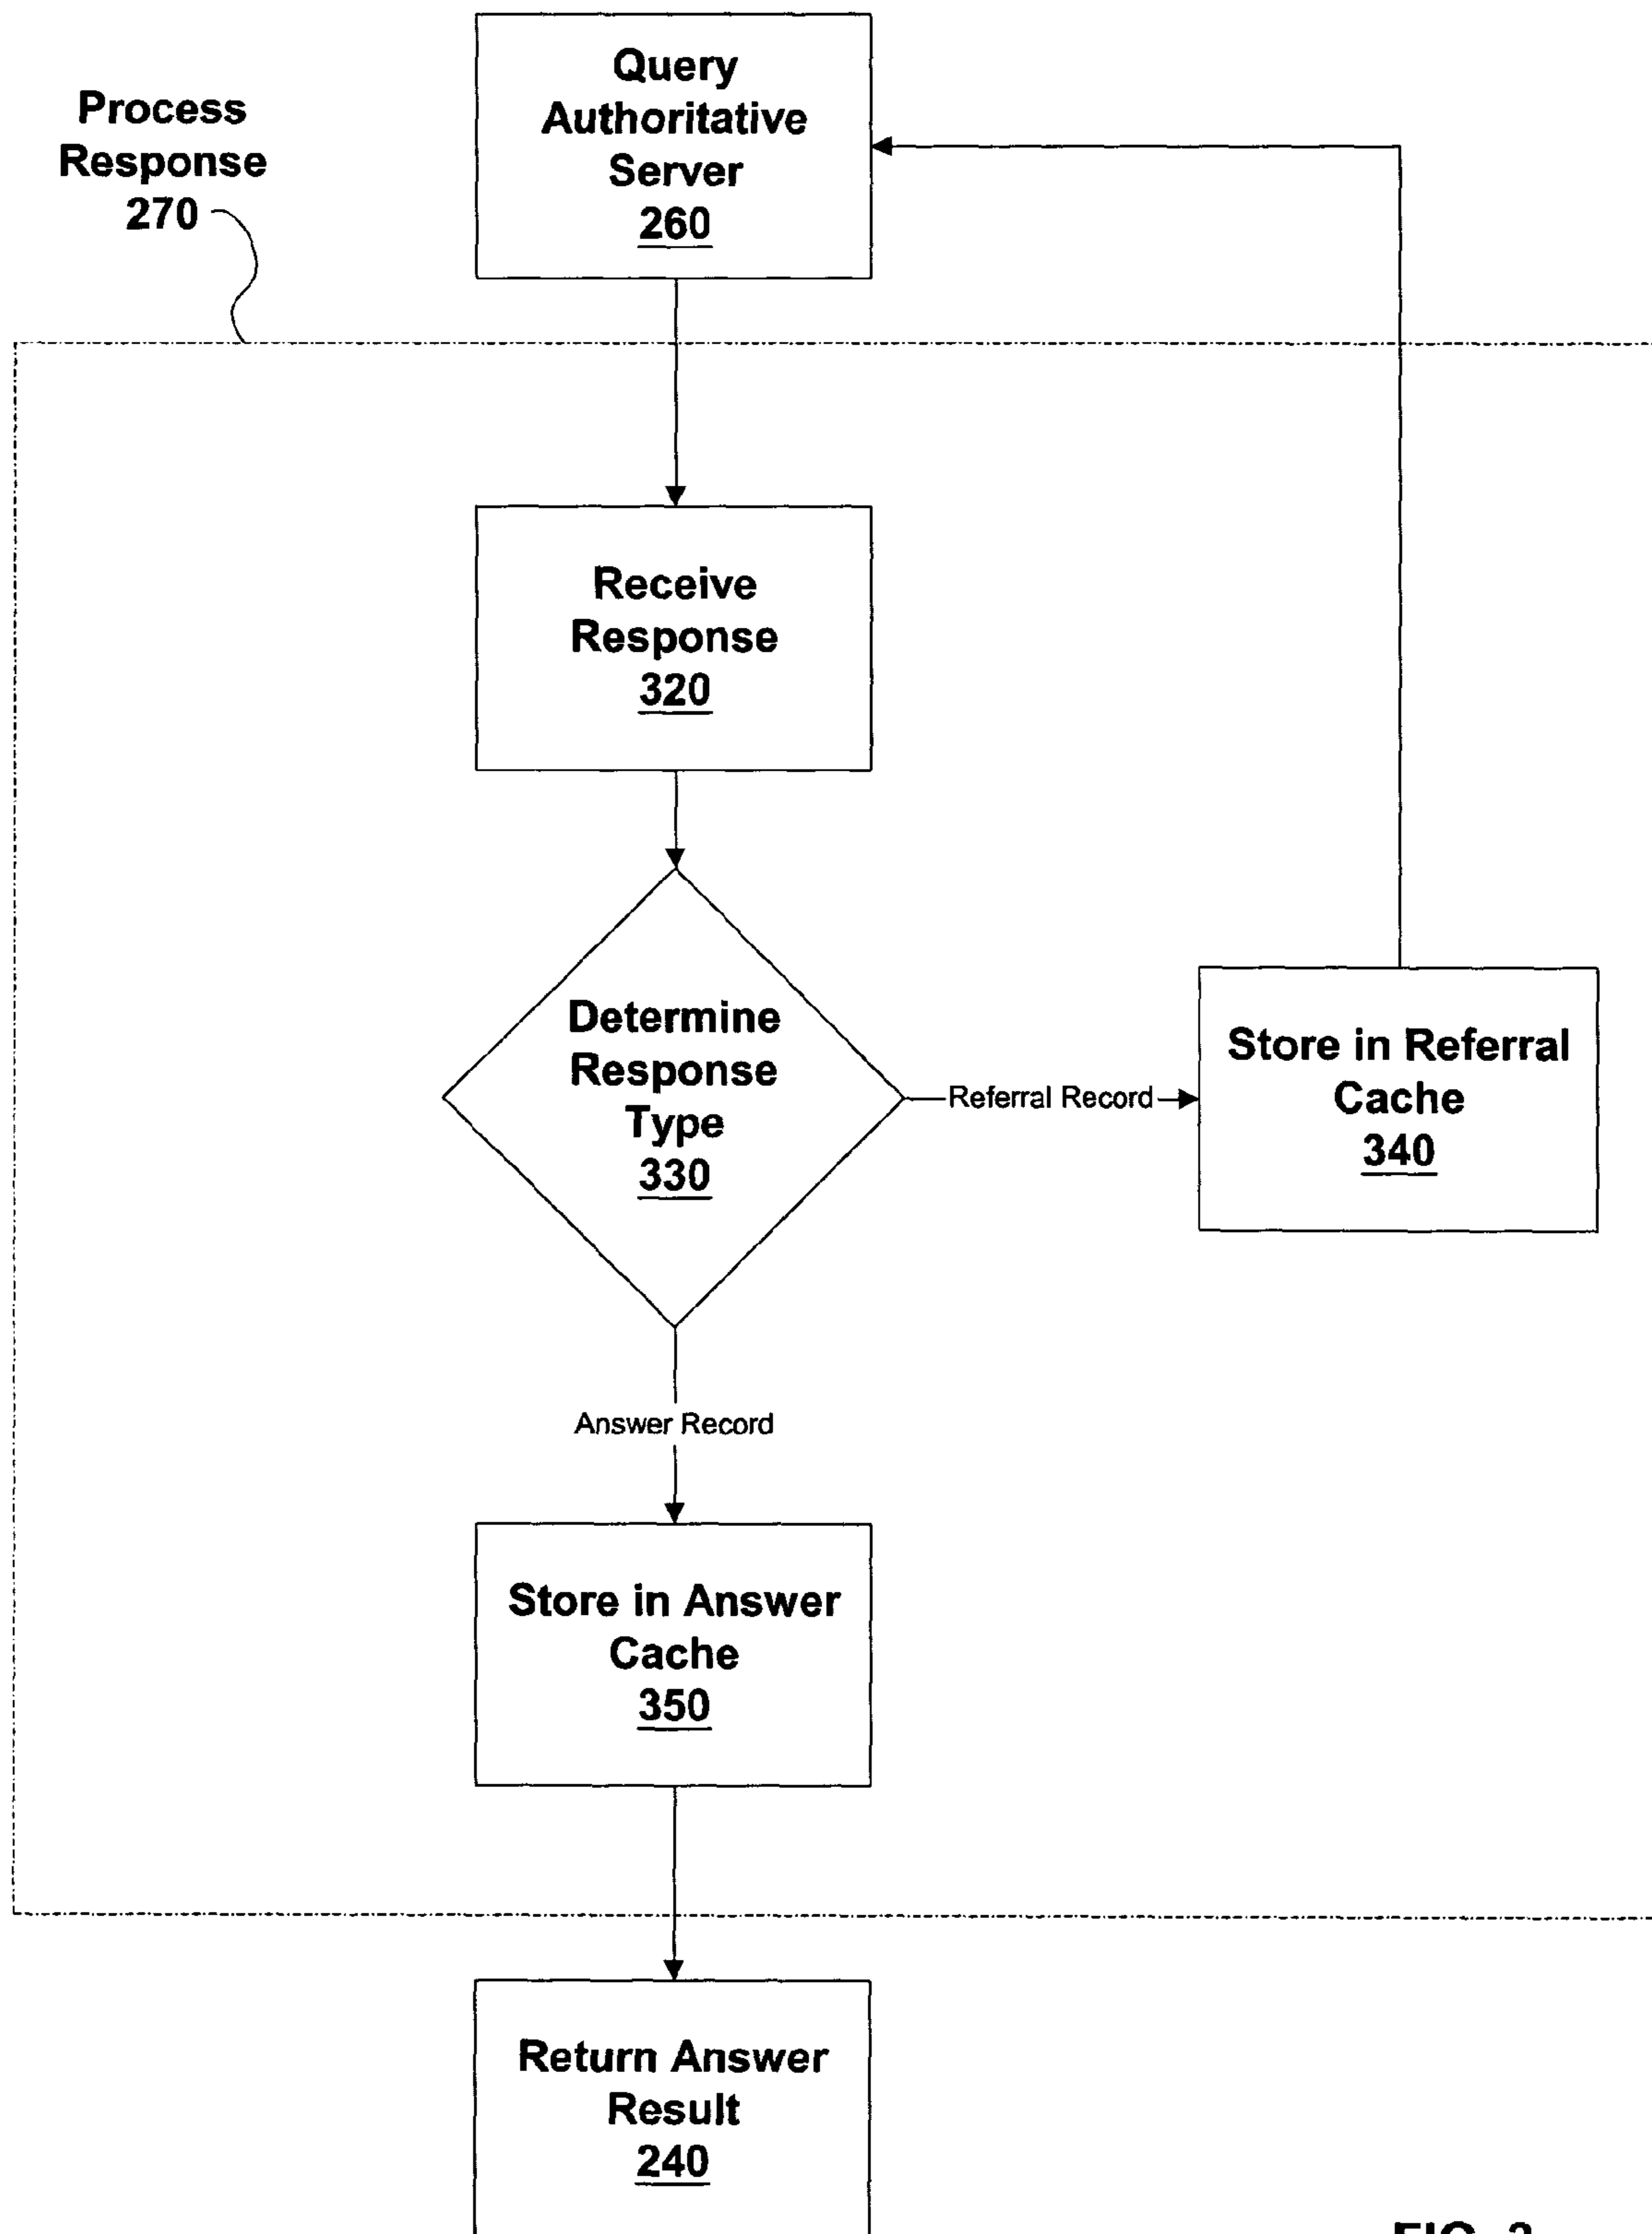 Query
Authoritative
Server
260
Process
Response
270
Receive
Response
320
Determine
Response
Type
330
Referral Record
Store in Referral
Cache
340
Answer Record
Store in Answer
Cache
350
Return Answer
Result
240